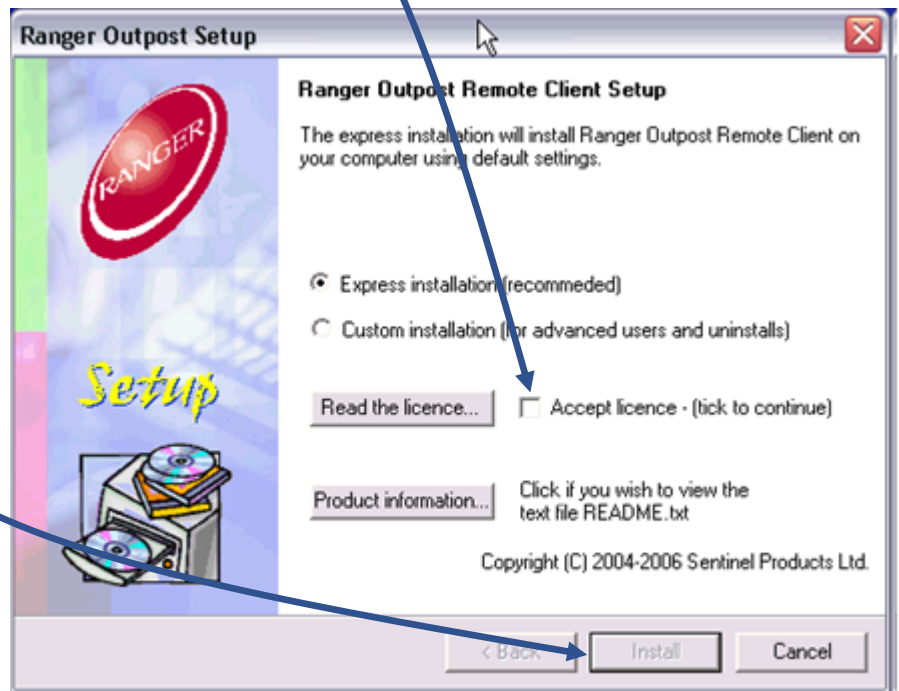 Ranger Outpost Setup
RANGER
Setup
Ranger Outpost Remote Client Setup
The express installation will install Ranger Outpost Remote Client on
your computer using default settings.
Express installation (recommeded)
Custom installation (for advanced users and uninstalls)
Read the licence...
Accept licence - (tick to continue)
Product information...
Click if you wish to view the
text file README.txt
Copyright (C) 2004-2006 Sentinel Products Ltd.
< Back
Install
Cancel